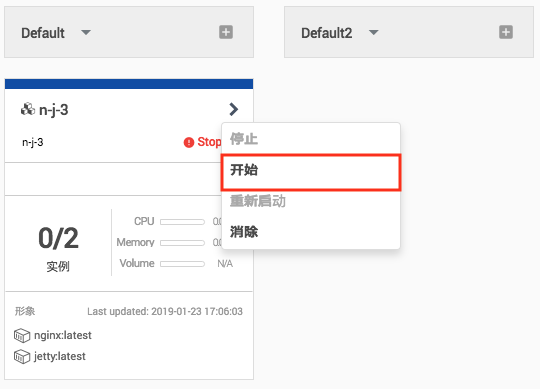 Default
Default2
n-j-3
n-j-3
Stop
停止
开始
重新启动
消除
0/2
实例
CPU
0.0
Memory
0.0
Volume
N/A
形象
Last updated: 2019-01-23 17:06:03
nginx:latest
jetty:latest